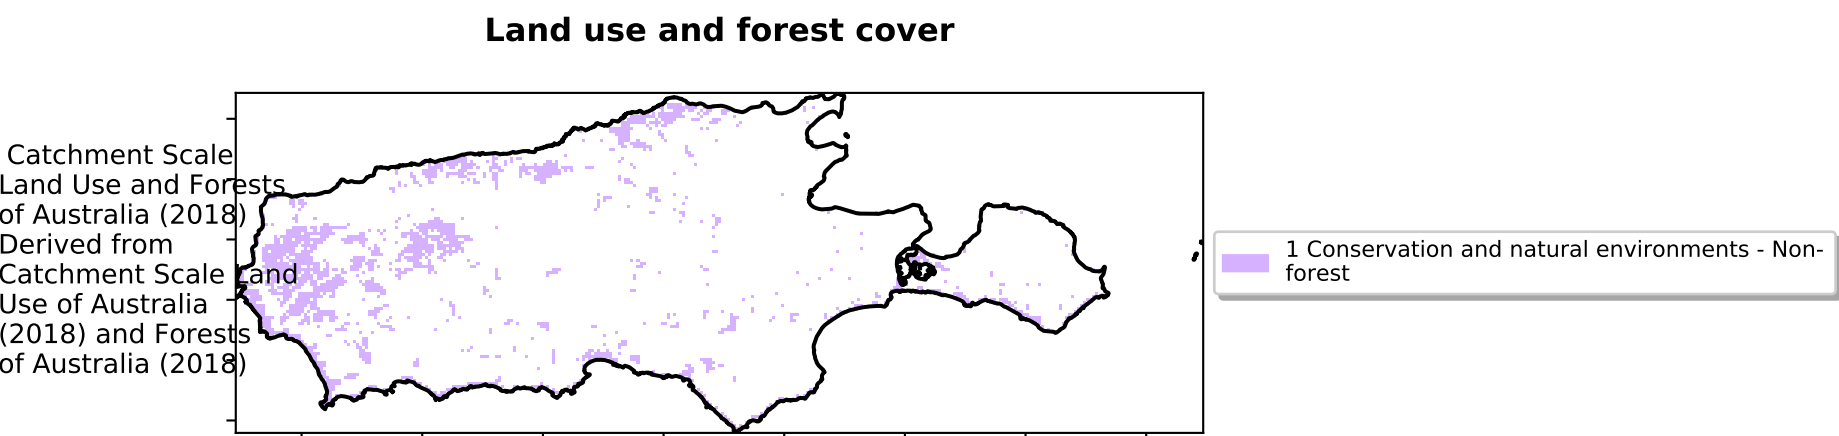 Land use and forest cover
Catchment Scale
Land Use and Forests
of Australia (2018)
Derived from
Catchment Scale Land
Use of Australia
(2018) and Forests
of Australia (2018)
1 Conservation and natural environments - Non-
forest